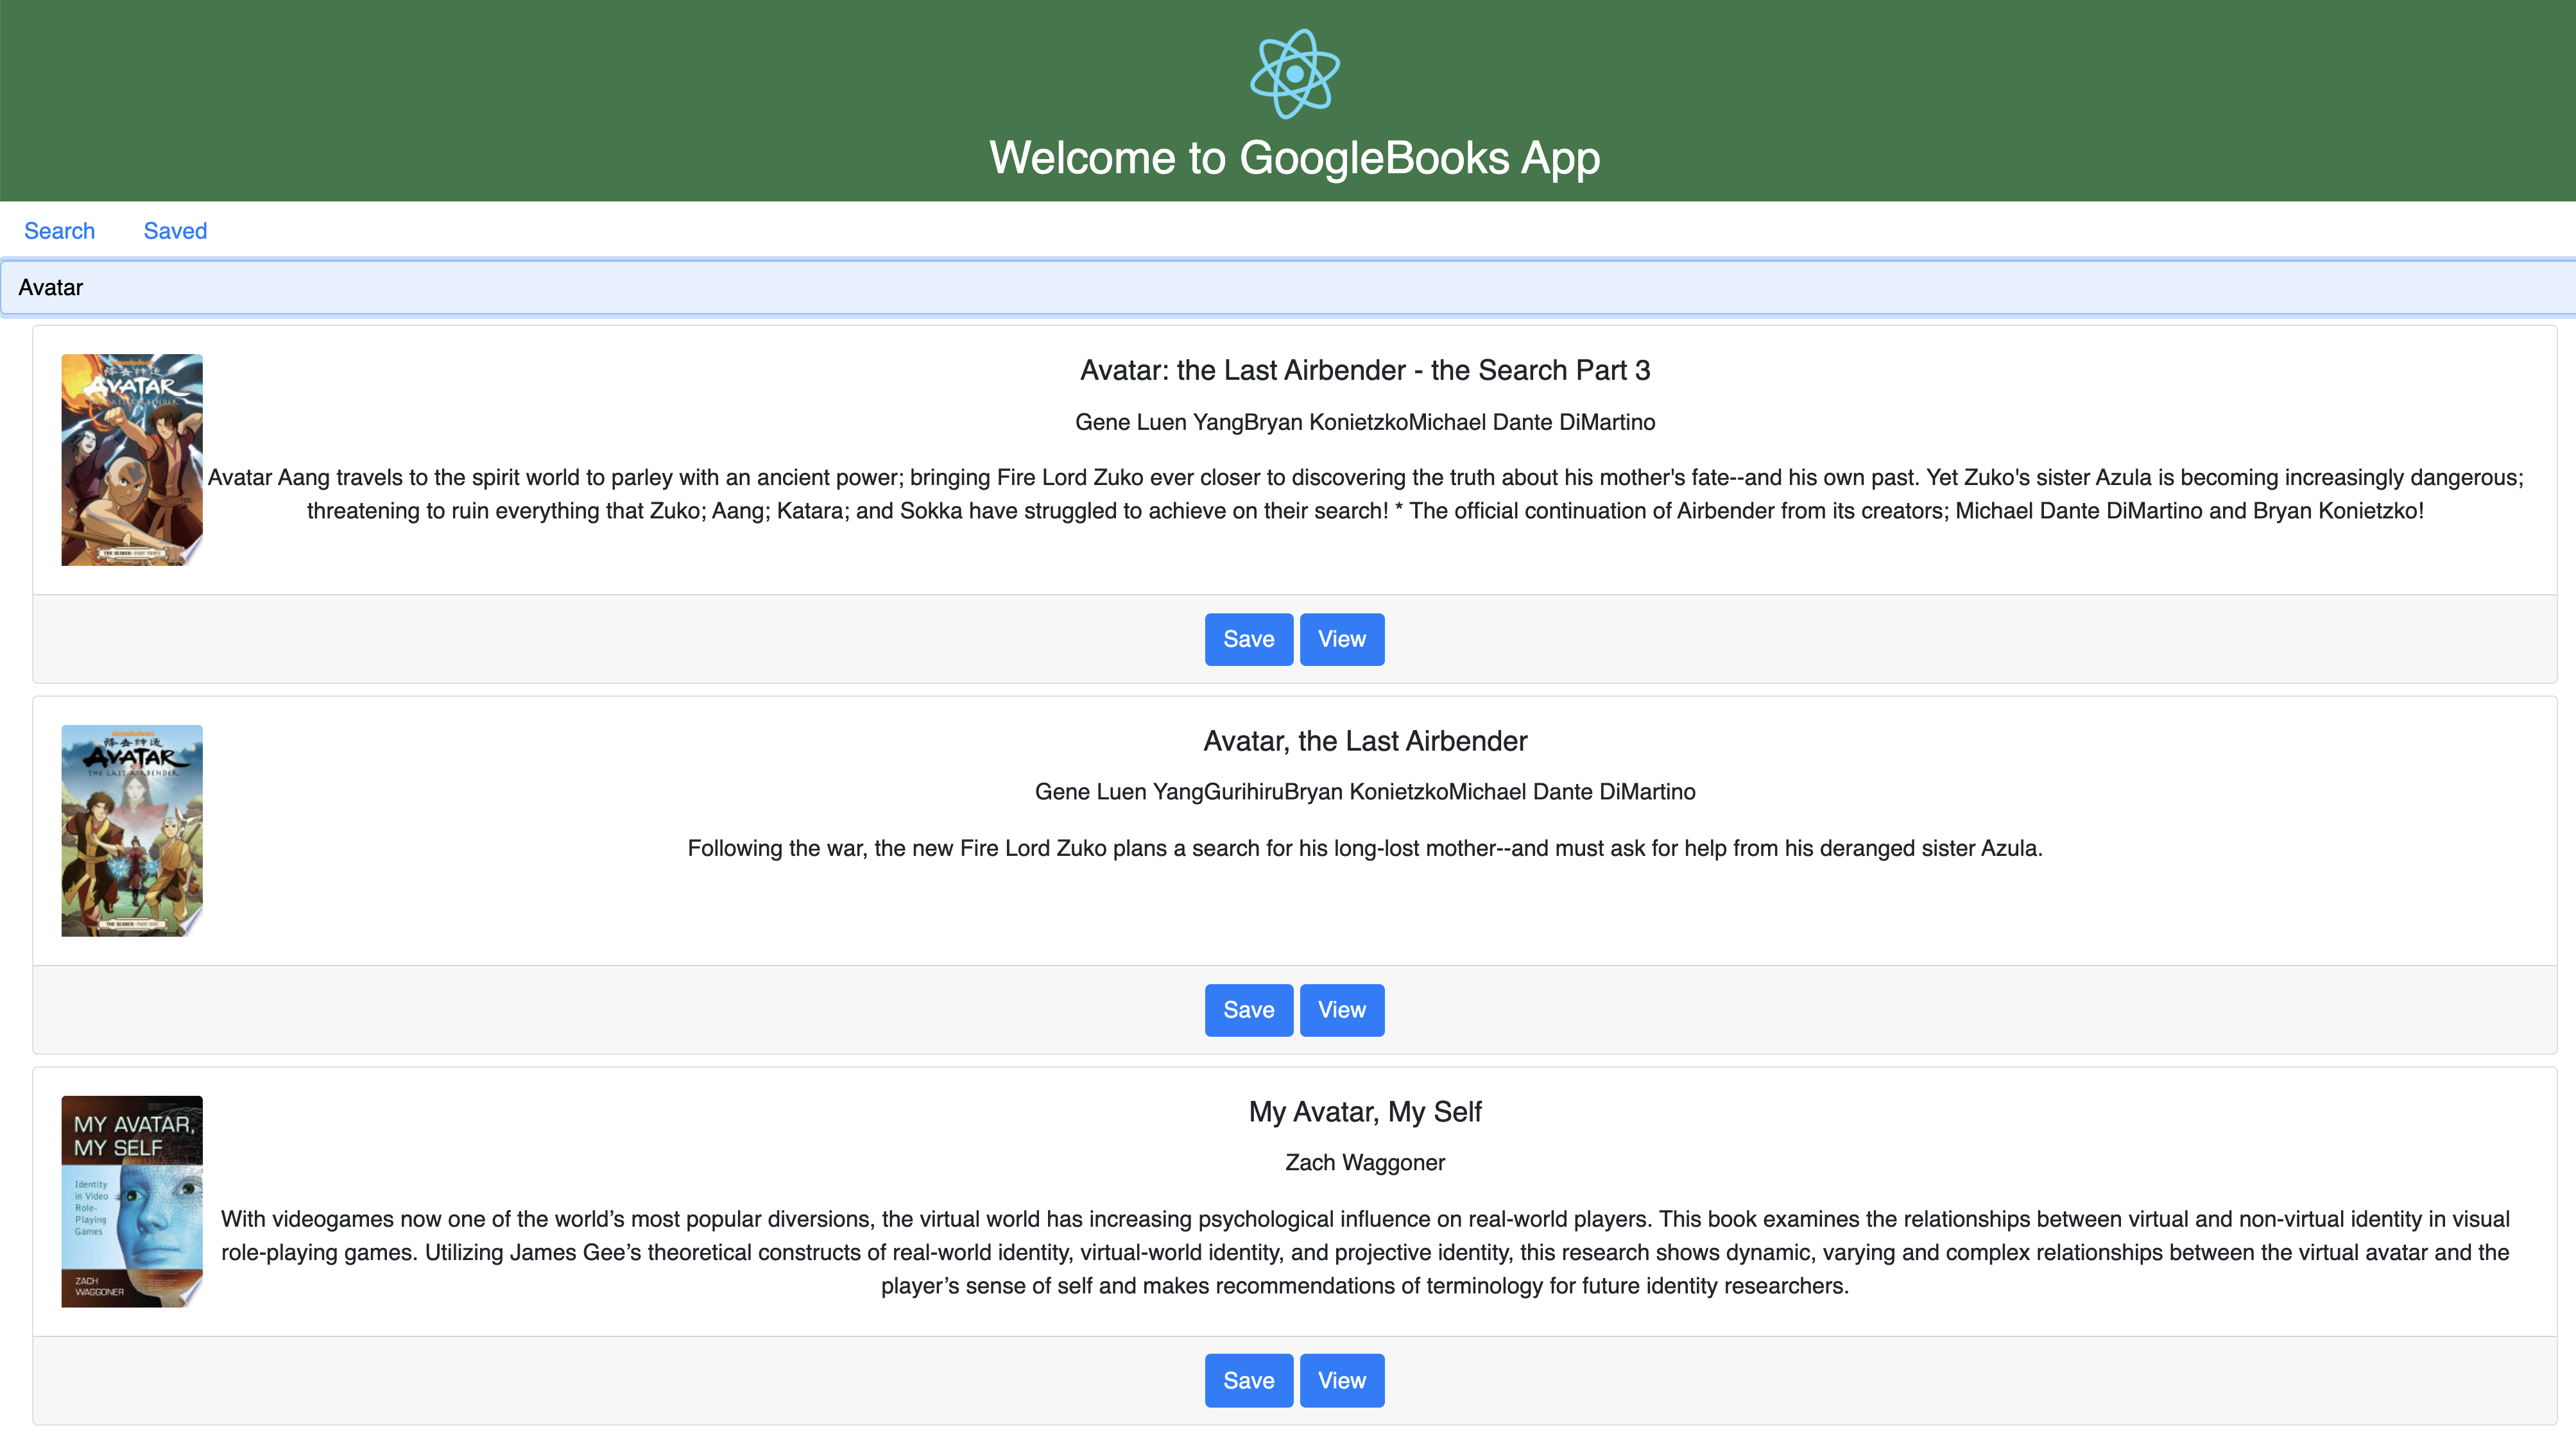 Welcome to GoogleBooks App
Search Saved
Avatar
AVATAR
THE SEARCH · PART THREE
Avatar: the Last Airbender - the Search Part 3
Gene Luen YangBryan KonietzkoMichael Dante DiMartino
Avatar Aang travels to the spirit world to parley with an ancient power; bringing Fire Lord Zuko ever closer to discovering the truth about his mother's fate--and his own past. Yet Zuko's sister Azula is becoming increasingly dangerous;
threatening to ruin everything that Zuko; Aang; Katara; and Sokka have struggled to achieve on their search! * The official continuation of Airbender from its creators; Michael Dante DiMartino and Bryan Konietzko!
Save View
AVATAR
THE LAST AIRBENDER
THE SEARCH · PART ONE
Avatar, the Last Airbender
Gene Luen YangGurihiruBryan KonietzkoMichael Dante DiMartino
Following the war, the new Fire Lord Zuko plans a search for his long-lost mother--and must ask for help from his deranged sister Azula.
Save View
MY AVATAR,
MY SELF
Identity
in Video
Role-
Playing
Games
ZACH
WAGGONER
My Avatar, My Self
Zach Waggoner
With videogames now one of the world’s most popular diversions, the virtual world has increasing psychological influence on real-world players. This book examines the relationships between virtual and non-virtual identity in visual
role-playing games. Utilizing James Gee’s theoretical constructs of real-world identity, virtual-world identity, and projective identity, this research shows dynamic, varying and complex relationships between the virtual avatar and the
player’s sense of self and makes recommendations of terminology for future identity researchers.
Save View